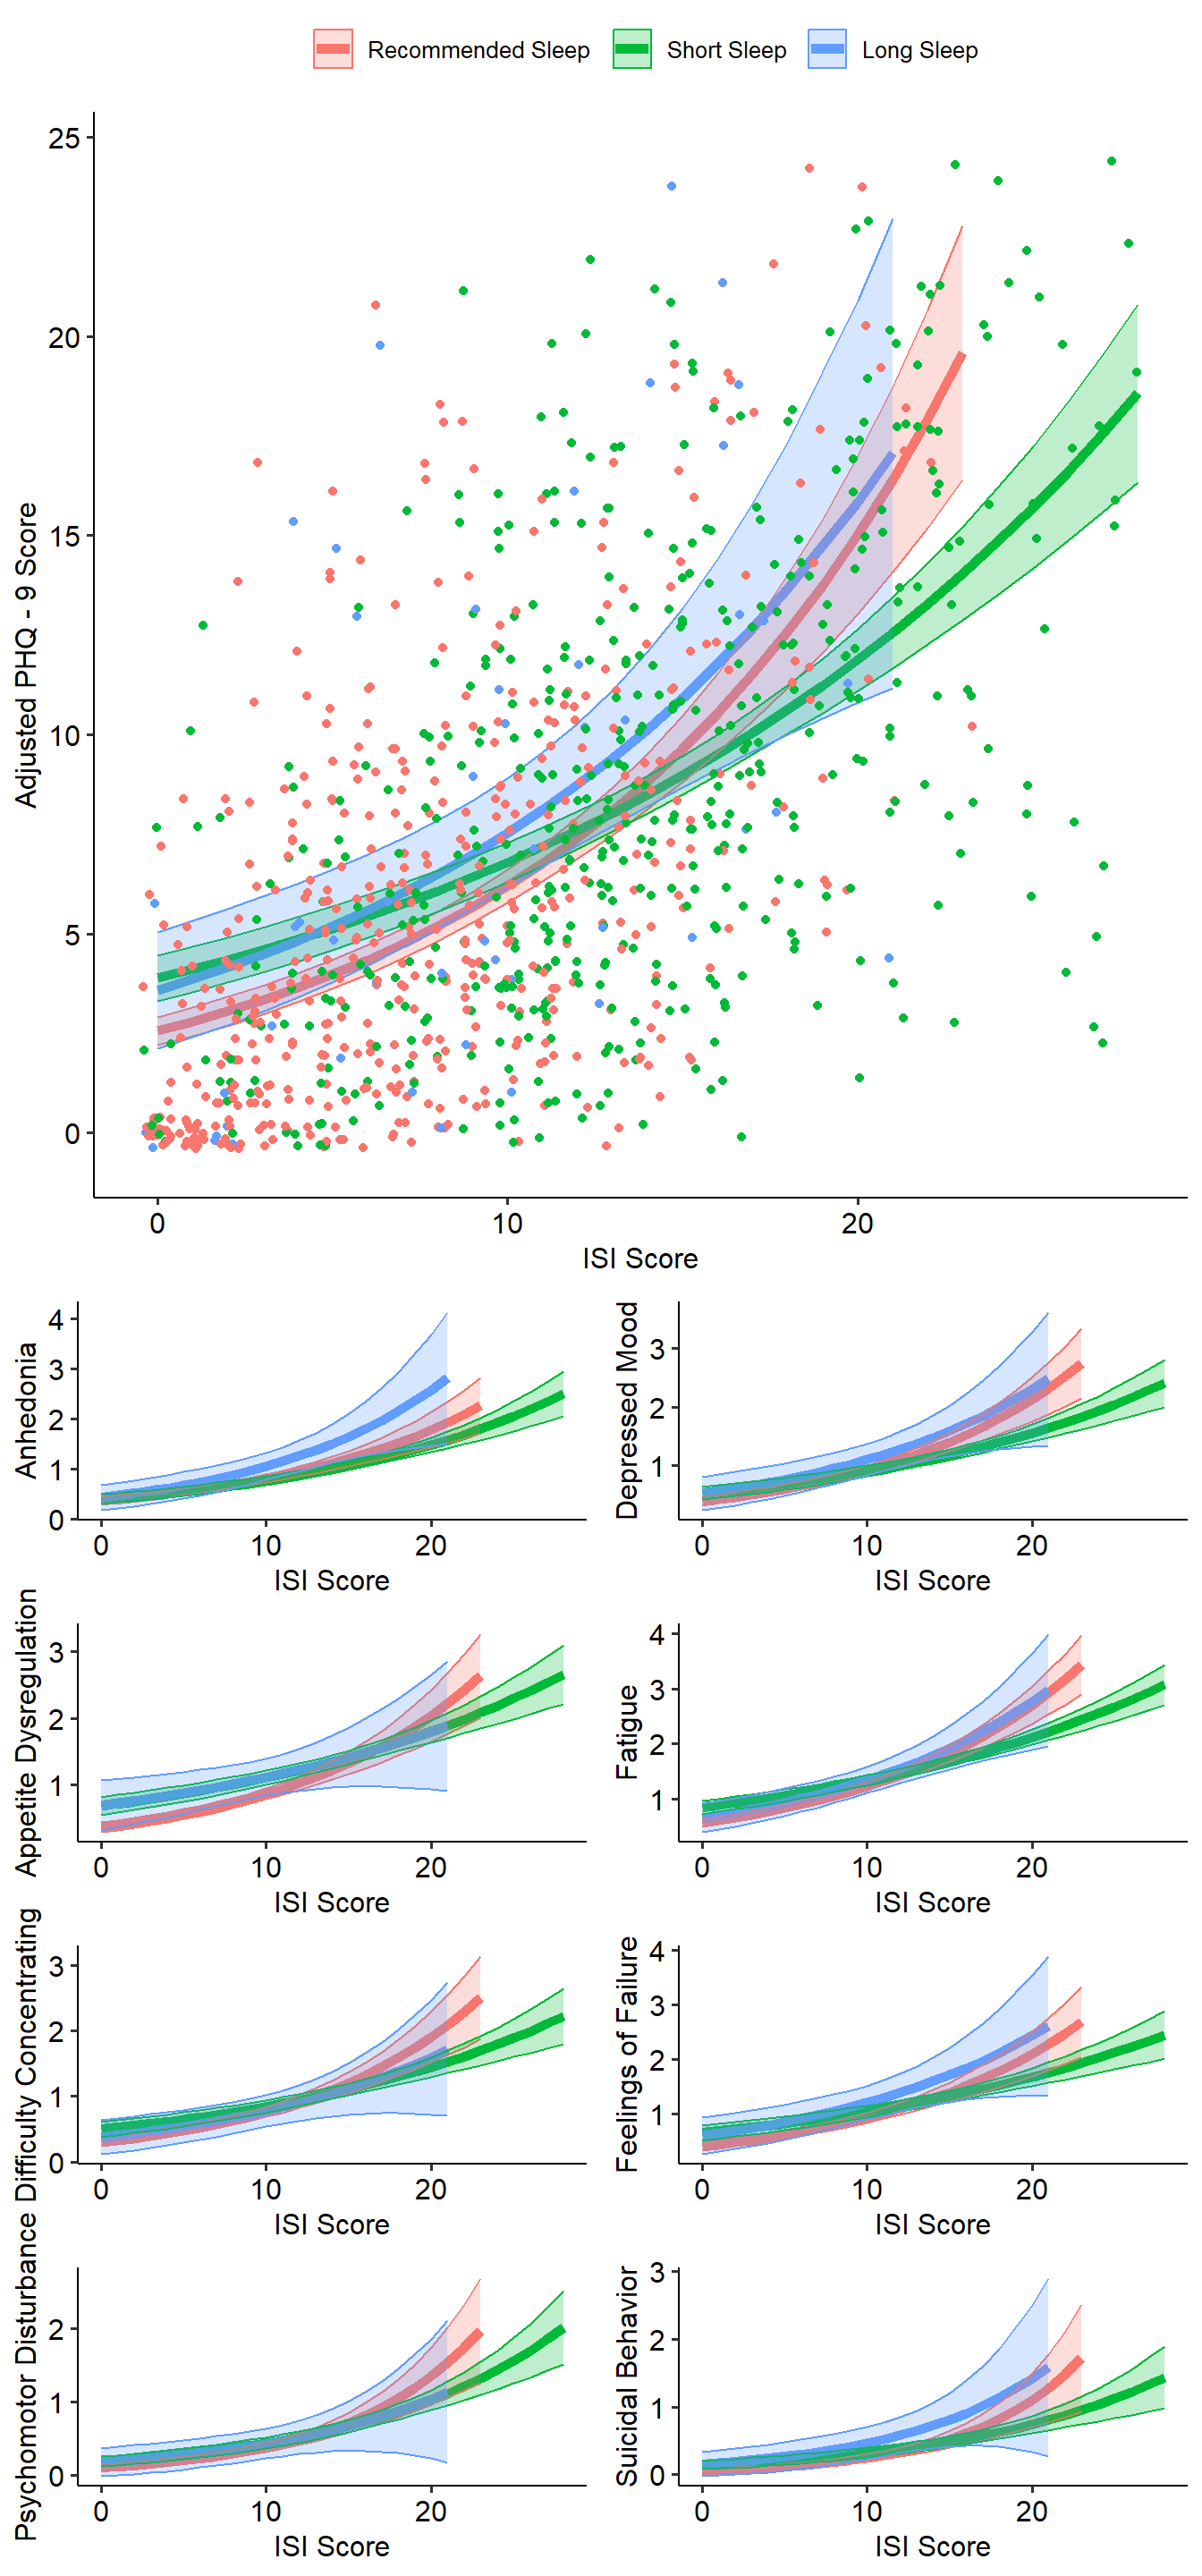 Recommended Sleep Short Sleep Long Sleep
Adjusted PHQ - 9 Score
25
20
15
10
5
0
0 10 20
ISI Score
Anhedonia
4
3
2
1
0
0 10 20
ISI Score
Depressed Mood
3
2
1
0 10 20
ISI Score
Appetite Dysregulation
3
2
1
0 10 20
ISI Score
Fatigue
4
3
2
1
0 10 20
ISI Score
Difficulty Concentrating
3
2
1
0
0 10 20
ISI Score
Feelings of Failure
4
3
2
1
0 10 20
ISI Score
Psychomotor Disturbance
2
1
0
0 10 20
ISI Score
Suicidal Behavior
3
2
1
0
0 10 20
ISI Score